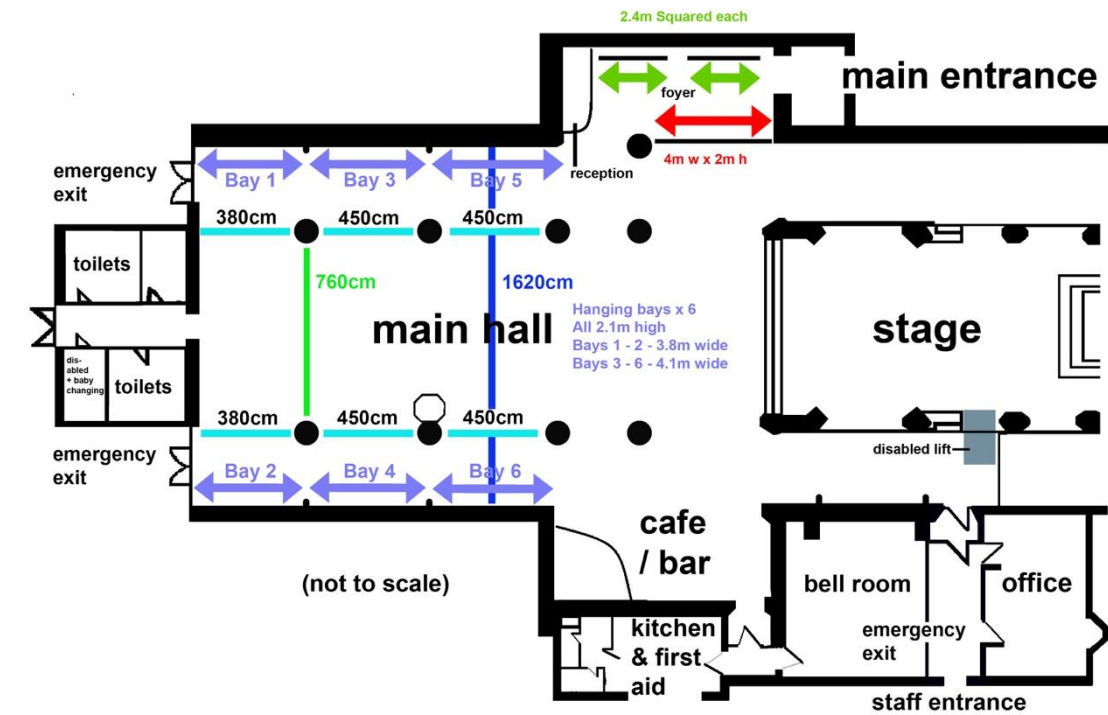 2.4m Squared each
main entrance
foyer
4m w x 2m h
reception
emergency
exit
Bay 1
Bay 3
Bay 5
380cm
450cm
450cm
toilets
760cm
1620cm
main hall
Hanging bays x 6
All 2.1m high
Bays 1 - 2 - 3.8m wide
Bays 3 - 6 - 4.1m wide
stage
dis-
abled
+ baby
changing
toilets
380cm
450cm
450cm
emergency
exit
Bay 2
Bay 4
Bay 6
disabled lift
cafe
/ bar
(not to scale)
bell room
office
kitchen
& first
aid
emergency
exit
staff entrance